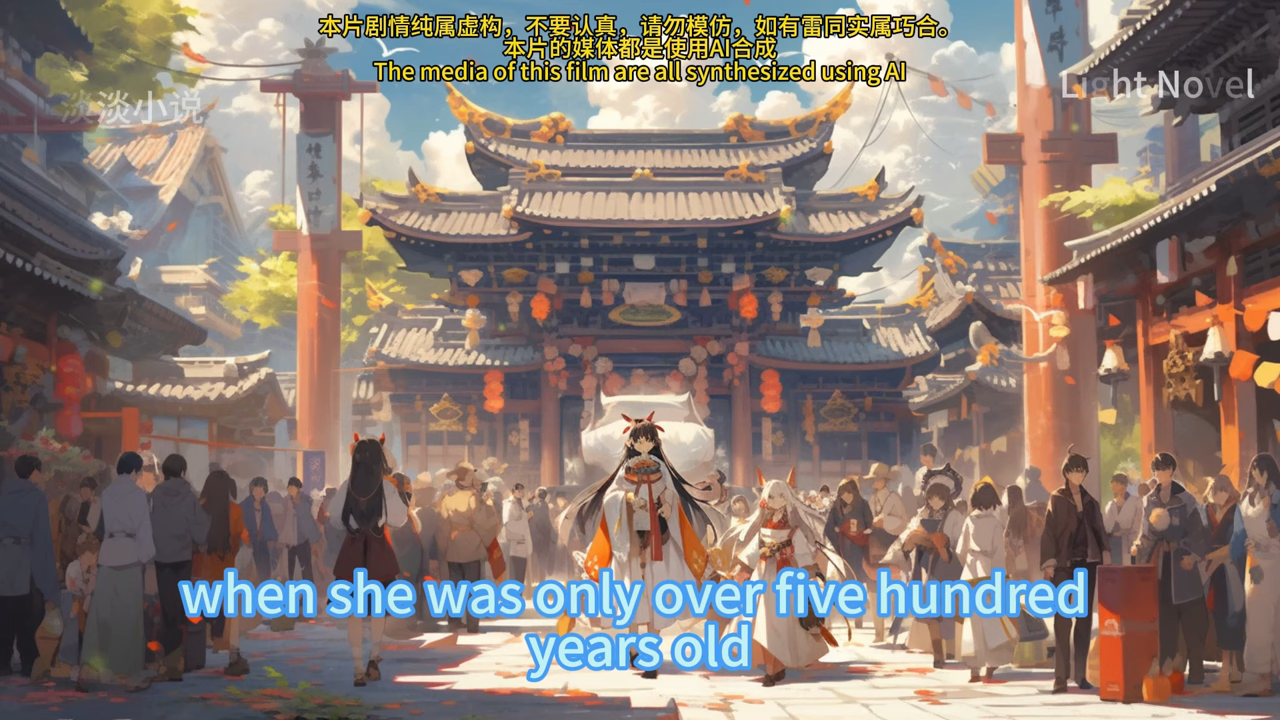 本片剧情纯属虚构，不要认真，请勿模仿，如有雷同实属巧合。
本片的媒体都是使用AI合成
The media of this film are all synthesized using AI
淡淡小说
Light Novel
when she was only over five hundred
years old